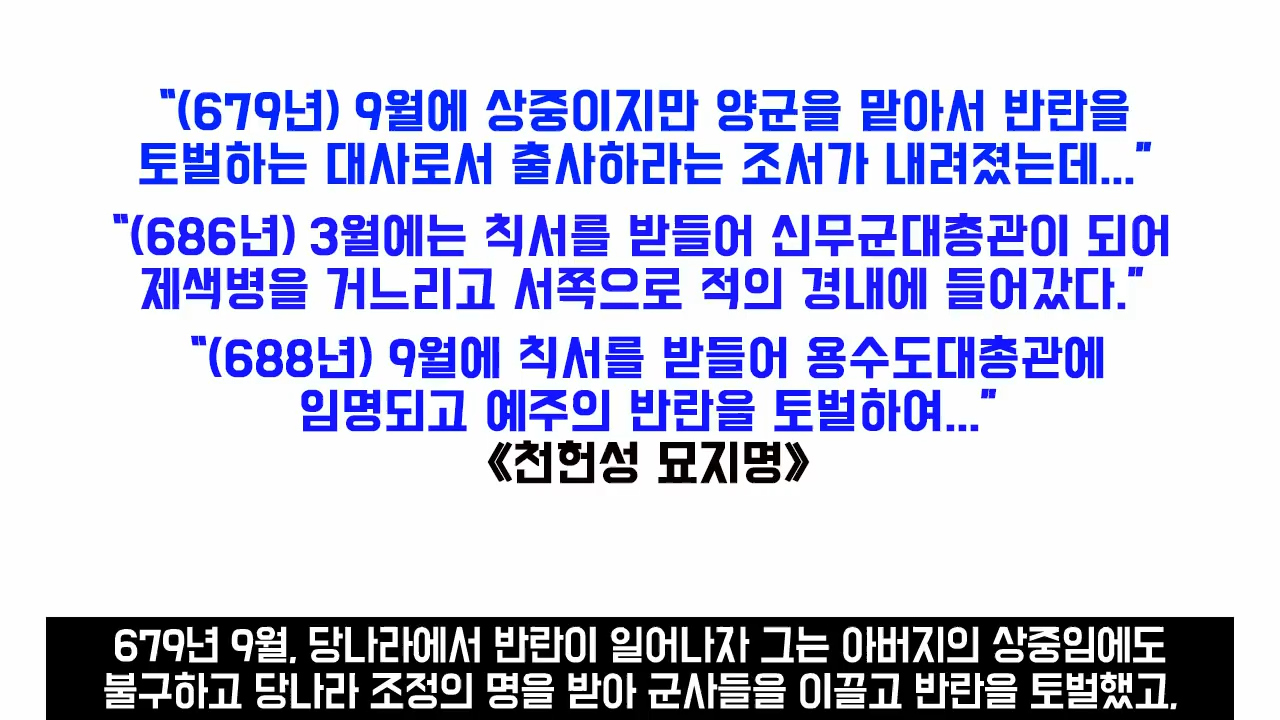 “(679년) 9월에 상중이지만 양군을 맡아서 반란을
토벌하는 대사로서 출사하라는 조서가 내려졌는데...”
“(686년) 3월에는 칙서를 받들어 신무군대총관이 되어
제색병을 거느리고 서쪽으로 적의 경내에 들어갔다.”
“(688년) 9월에 칙서를 받들어 용수도대총관에
임명되고 예주의 반란을 토벌하여...”
《천헌성 묘지명》
679년 9월, 당나라에서 반란이 일어나자 그는 아버지의 상중임에도
불구하고 당나라 조정의 명을 받아 군사들을 이끌고 반란을 토벌했고,